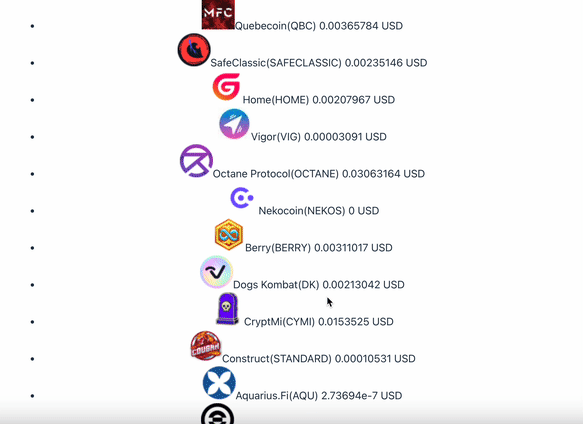 MFC
Quebecoin(QBC) 0.00365784 USD
SafeClassic(SAFECLASSIC) 0.00235146 USD
Home(HOME) 0.00207967 USD
Vigor(VIG) 0.00003091 USD
Octane Protocol(OCTANE) 0.03063164 USD
Nekocoin(NEKOS) 0 USD
Berry(BERRY) 0.00311017 USD
Dogs Kombat(DK) 0.00213042 USD
CryptMi(CYMI) 0.0153525 USD
COUGAR
Construct(STANDARD) 0.00010531 USD
Aquarius.Fi(AQU) 2.73694e-7 USD